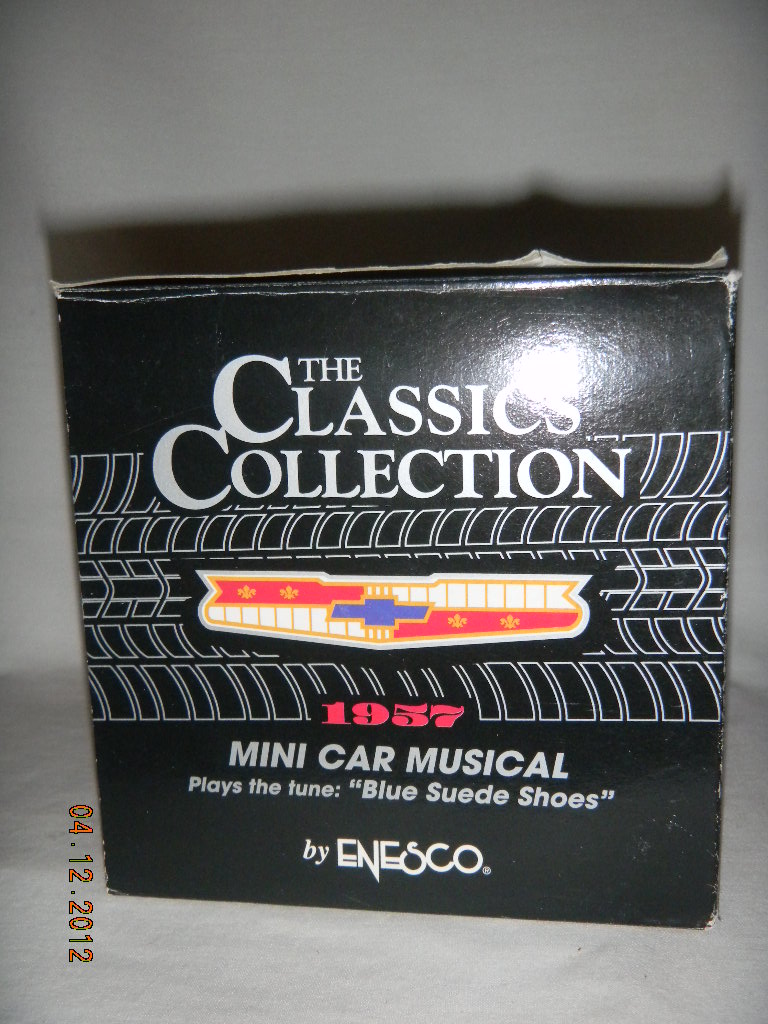 THE
CLASSICS
COLLECTION
1957
MINI CAR MUSICAL
Plays the tune: "Blue Suede Shoes"
by ENESCO®
04.12.2012